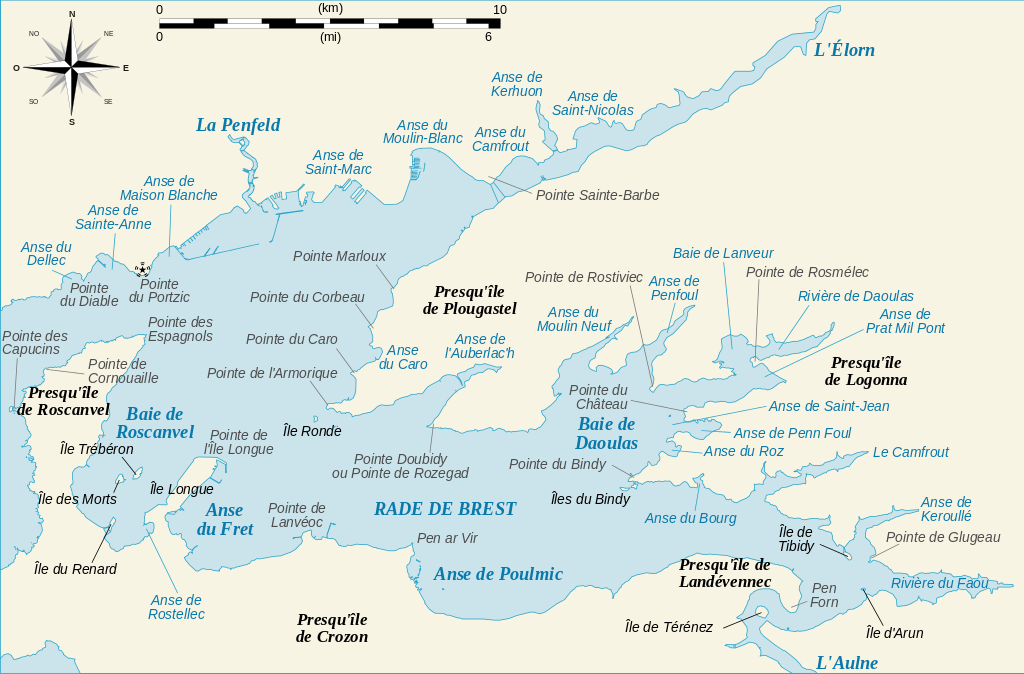 0
(km)
10
0
(mi)
6
N
NO
NE
O
E
SO
SE
S
L'Élorn
Anse de
Kerhuon
Anse de
Saint-Nicolas
La Penfeld
Anse du
Moulin-Blanc
Anse du
Camfrout
Anse de
Saint-Marc
Anse de
Maison Blanche
Pointe Sainte-Barbe
Anse de
Sainte-Anne
Anse du
Dellec
Pointe Marloux
Baie de Lanveur
Pointe de Rostiviec
Pointe de Rosmélec
Pointe
du Diable
Pointe
du Portzic
Presqu'île
de Plougastel
Anse de
Penfoul
Pointe du Corbeau
Rivière de Daoulas
Anse du
Moulin Neuf
Anse de
Prat Mil Pont
Pointe des
Capucins
Pointe des
Espagnols
Pointe du Caro
Anse
du Caro
Anse de
l'Auberlac'h
Pointe de
Cornouaille
Pointe de l'Armorique
Presqu'île
de Logonna
Presqu'île
de Roscanvel
Pointe du
Château
Anse de Saint-Jean
Baie de
Roscanvel
Île Ronde
Baie de
Daoulas
Anse de Penn Foul
Île Trébéron
Pointe de
l'Île Longue
Anse du Roz
Le Camfrout
Pointe Doubidy
ou Pointe de Rozegad
Pointe du Bindy
Île des Morts
Île Longue
Îles du Bindy
Anse
du Fret
Pointe de
Lanvéoc
RADE DE BREST
Anse du Bourg
Anse de
Keroullé
Pen ar Vir
Île de
Tibidy
Pointe de Glugeau
Île du Renard
Anse de Poulmic
Presqu'île de
Landévennec
Rivière du Faou
Pen
Forn
Anse de
Rostellec
Presqu'île
de Crozon
Île de Térénez
Île d'Arun
L'Aulne